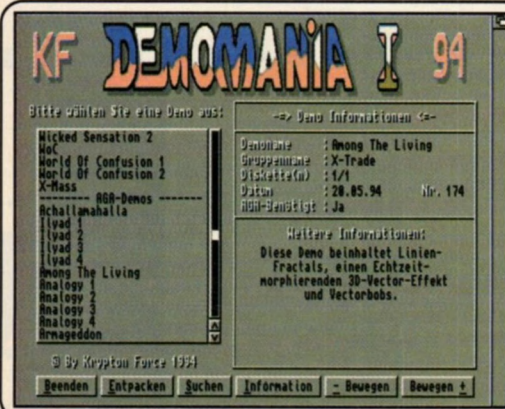 KF DEMOMANIA I 94
Bitte wählen Sie eine Demo aus:
Wicked Sensation 2
WoC
World Of Confusion 1
World Of Confusion 2
X-Mass
------- AGA-Demos -------
Achallamahalla
Ilyad 1
Ilyad 2
Ilyad 3
Ilyad 4
Among The Living
Analogy 1
Analogy 2
Analogy 3
Analogy 4
Armageddon
© By Krypton Force 1994
-=> Demo Informationen <=-
Demoname : Among The Living
Gruppenname : X-Trade
Diskette(n) : 1/1
Datum : 28.05.94 Nr. 174
AGA-Benötigt : Ja
Weitere Informationen:
Diese Demo beinhaltet Linien-
Fractals, einen Echtzeit-
morphierenden 3D-Vector-Effekt
und Vectorbobs.
Beenden Entpacken Suchen Information - Bewegen Bewegen +